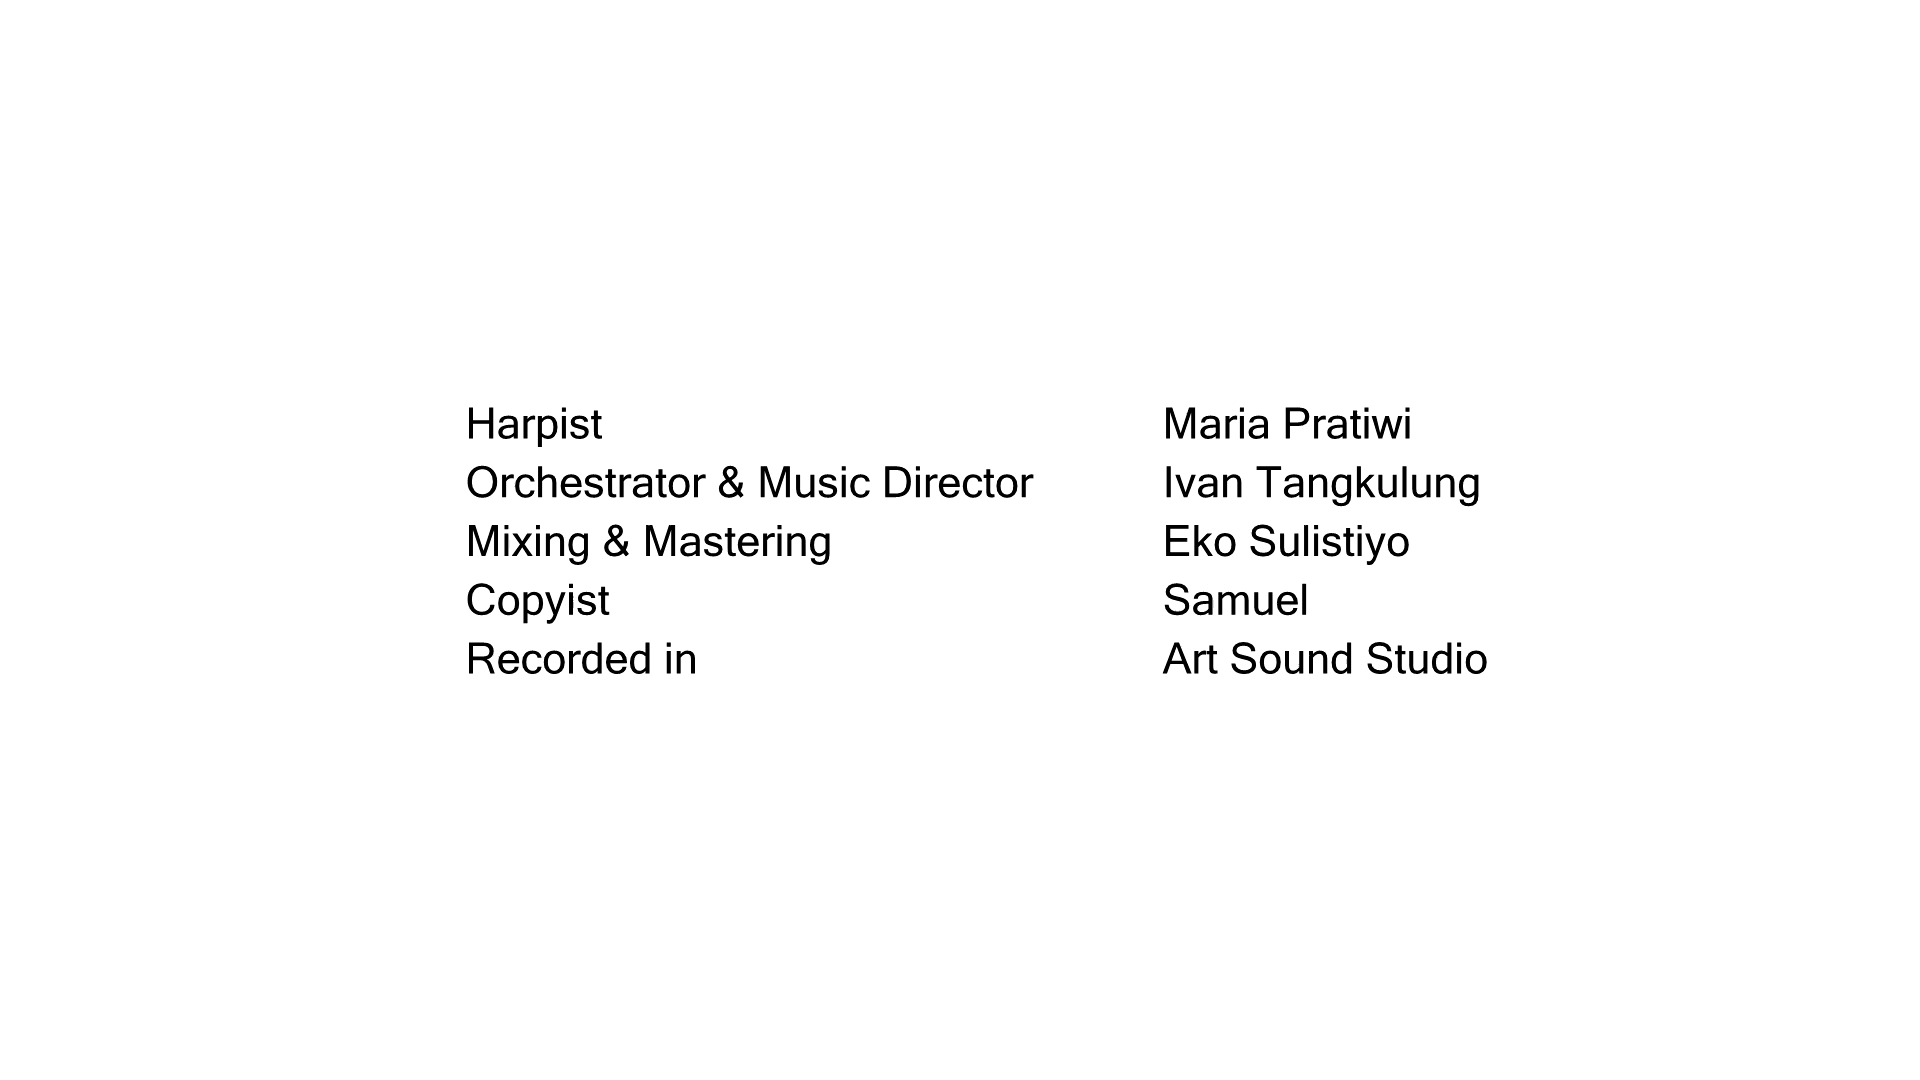 Harpist Maria Pratiwi
Orchestrator & Music Director Ivan Tangkulung
Mixing & Mastering Eko Sulistiyo
Copyist Samuel
Recorded in Art Sound Studio